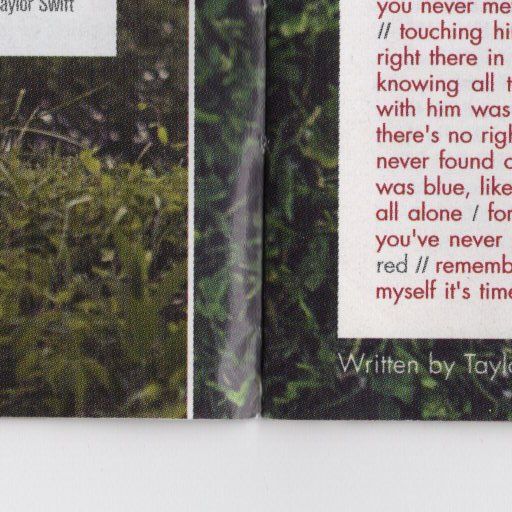 Taylor Swift
you never me
// touching hi
right there in
knowing all t
with him was
there's no righ
never found o
was blue, like
all alone / for
you've never
red // rememb
myself it's time
Written by Taylo